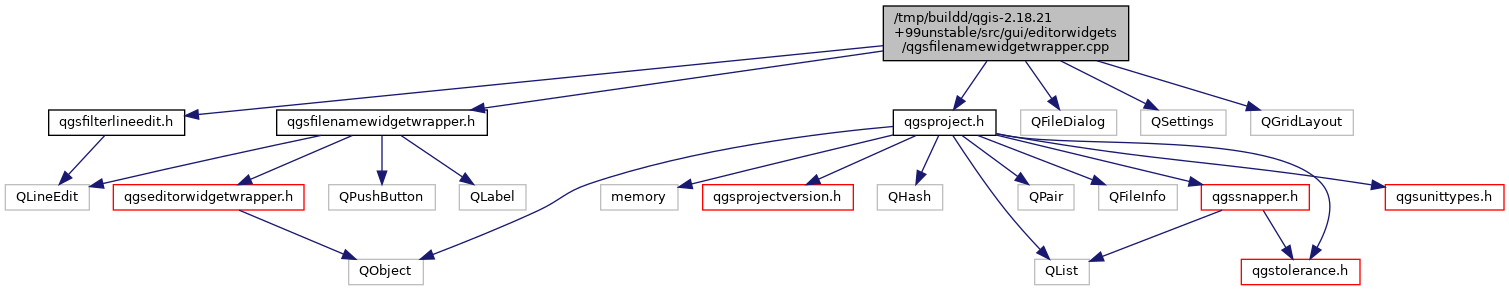 /tmp/buildd/qgis-2.18.21
+99unstable/src/gui/editorwidgets
/qgsfilenamewidgetwrapper.cpp
qgsfilterlineedit.h
qgsfilenamewidgetwrapper.h
qgsproject.h
QFileDialog
QSettings
QGridLayout
QLineEdit
qgseditorwidgetwrapper.h
QPushButton
QLabel
memory
qgsprojectversion.h
QHash
QPair
QFileInfo
qgssnapper.h
qgsunittypes.h
QObject
QList
qgstolerance.h